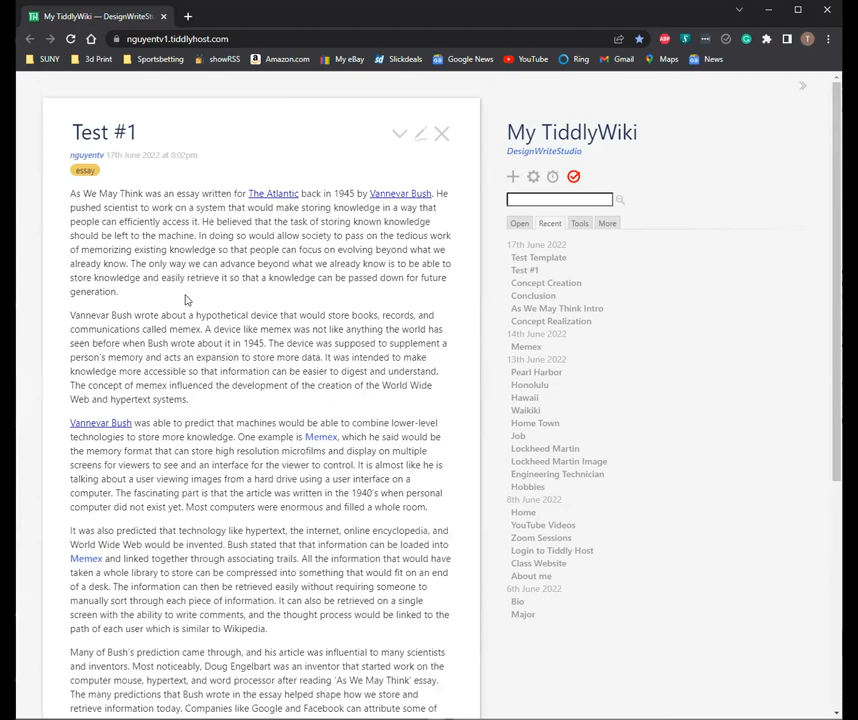 My TiddlyWiki — DesignWriteStu
nguyentv1.tiddlyhost.com
ABP
T
SUNY
3d Print
Sportsbetting
showRSS
Amazon.com
My eBay
Slickdeals
Google News
YouTube
Ring
Gmail
Maps
News
Test #1
nguyentv 17th June 2022 at 8:02pm
essay
As We May Think was an essay written for The Atlantic back in 1945 by Vannevar Bush. He
pushed scientist to work on a system that would make storing knowledge in a way that
people can efficiently access it. He believed that the task of storing known knowledge
should be left to the machine. In doing so would allow society to pass on the tedious work
of memorizing existing knowledge so that people can focus on evolving beyond what we
already know. The only way we can advance beyond what we already know is to be able to
store knowledge and easily retrieve it so that a knowledge can be passed down for future
generation.
Vannevar Bush wrote about a hypothetical device that would store books, records, and
communications called memex. A device like memex was not like anything the world has
seen before when Bush wrote about it in 1945. The device was supposed to supplement a
person's memory and acts an expansion to store more data. It was intended to make
knowledge more accessible so that information can be easier to digest and understand.
The concept of memex influenced the development of the creation of the World Wide
Web and hypertext systems.
Vannevar Bush was able to predict that machines would be able to combine lower-level
technologies to store more knowledge. One example is Memex, which he said would be
the memory format that can store high resolution microfilms and display on multiple
screens for viewers to see and an interface for the viewer to control. It is almost like he is
talking about a user viewing images from a hard drive using a user interface on a
computer. The fascinating part is that the article was written in the 1940's when personal
computer did not exist yet. Most computers were enormous and filled a whole room.
It was also predicted that technology like hypertext, the internet, online encyclopedia, and
World Wide Web would be invented. Bush stated that that information can be loaded into
Memex and linked together through associating trails. All the information that would have
taken a whole library to store can be compressed into something that would fit on an end
of a desk. The information can then be retrieved easily without requiring someone to
manually sort through each piece of information. It can also be retrieved on a single
screen with the ability to write comments, and the thought process would be linked to the
path of each user which is similar to Wikipedia.
Many of Bush's prediction came through, and his article was influential to many scientists
and inventors. Most noticeably, Doug Engelbart was an inventor that started work on the
computer mouse, hypertext, and word processor after reading 'As We May Think' essay.
The many predictions that Bush wrote in the essay helped shape how we store and
retrieve information today. Companies like Google and Facebook can attribute some of
My TiddlyWiki
DesignWriteStudio
Open
Recent
Tools
More
17th June 2022
Test Template
Test #1
Concept Creation
Conclusion
As We May Think Intro
Concept Realization
14th June 2022
Memex
13th June 2022
Pearl Harbor
Honolulu
Hawaii
Waikiki
Home Town
Job
Lockheed Martin
Lockheed Martin Image
Engineering Technician
Hobbies
8th June 2022
Home
YouTube Videos
Zoom Sessions
Login to Tiddly Host
Class Website
About me
6th June 2022
Bio
Major